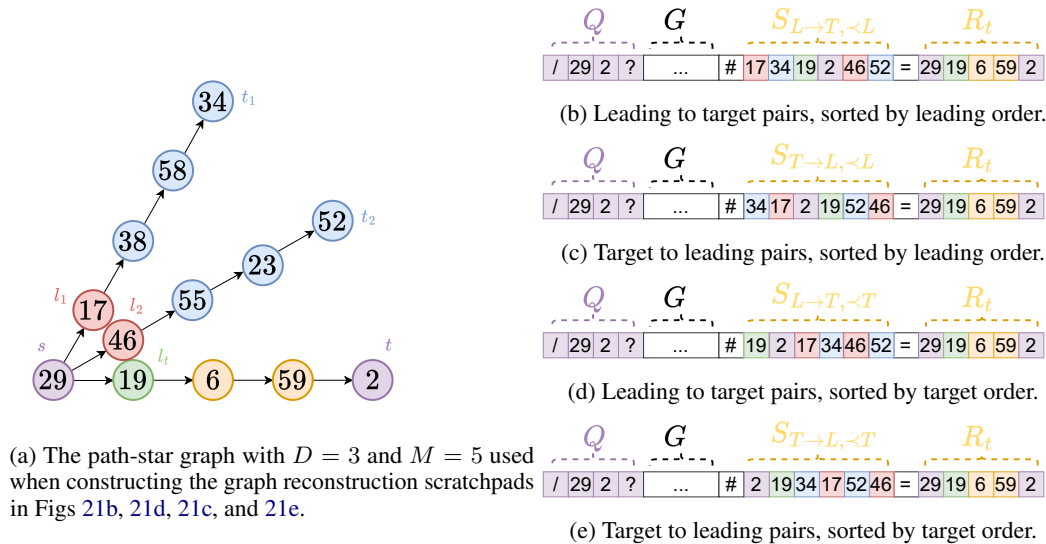 34
t₁
58
38
52
t₂
23
55
l₁
17
l₂
46
s
29
l_t
19
6
59
t
2
(a) The path-star graph with D = 3 and M = 5 used
when constructing the graph reconstruction scratchpads
in Figs 21b, 21d, 21c, and 21e.
Q G S_{L→T,≺L} R_t
/ 29 2 ? ... # 17 34 19 2 46 52 = 29 19 6 59 2
(b) Leading to target pairs, sorted by leading order.
Q G S_{T→L,≺L} R_t
/ 29 2 ? ... # 34 17 2 19 52 46 = 29 19 6 59 2
(c) Target to leading pairs, sorted by leading order.
Q G S_{L→T,≺T} R_t
/ 29 2 ? ... # 19 2 17 34 46 52 = 29 19 6 59 2
(d) Leading to target pairs, sorted by target order.
Q G S_{T→L,≺T} R_t
/ 29 2 ? ... # 2 19 34 17 52 46 = 29 19 6 59 2
(e) Target to leading pairs, sorted by target order.